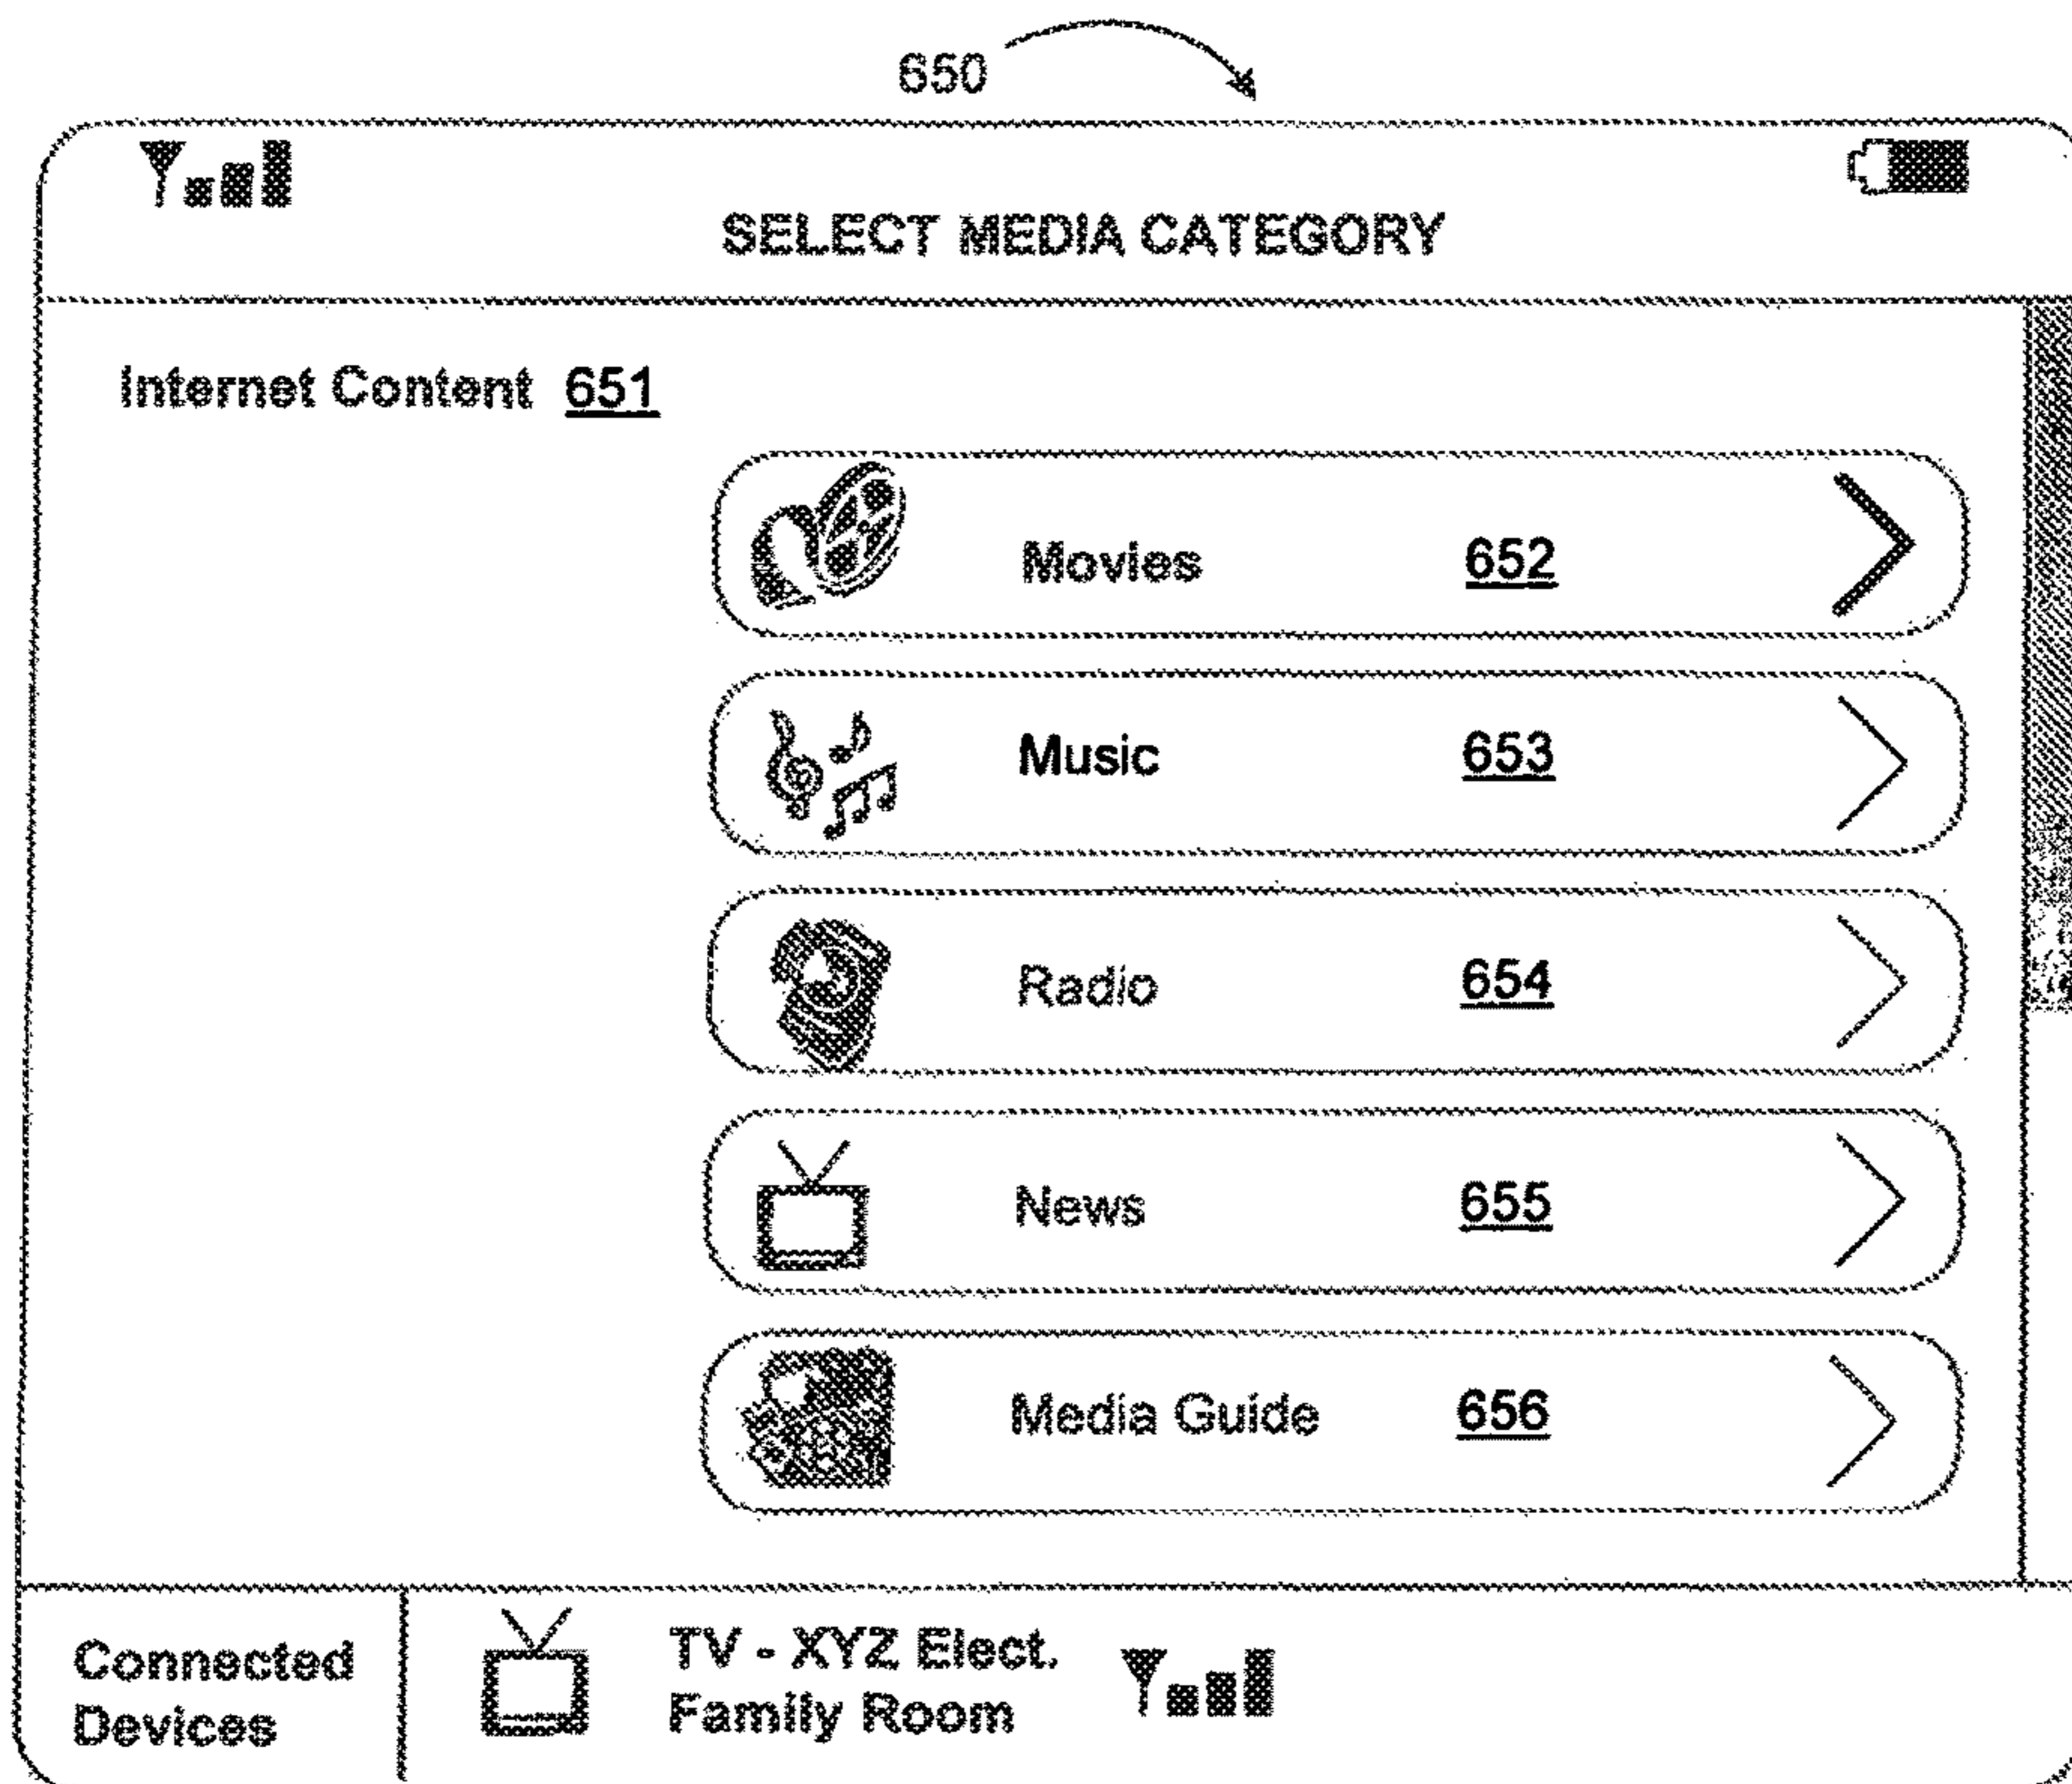 650
SELECT MEDIA CATEGORY
Internet Content 651
Movies 652
Music 653
Radio 654
News 655
Media Guide 656
Connected
Devices
TV - XYZ Elect.
Family Room